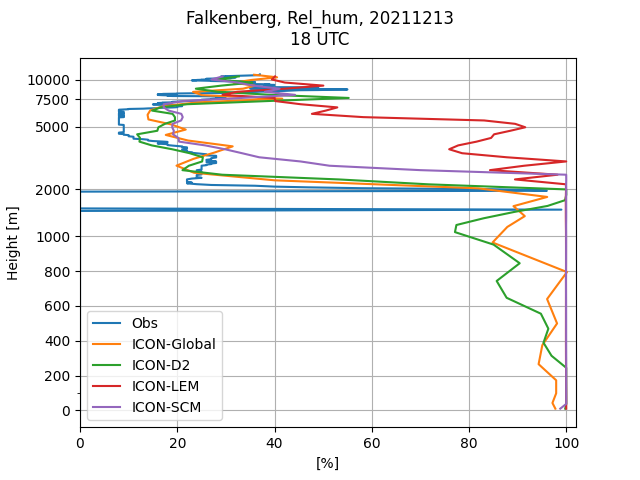 Falkenberg, Rel_hum, 20211213
18 UTC
10000
7500
5000
2000
1000
800
600
400
200
0
Height [m]
Obs
ICON-Global
ICON-D2
ICON-LEM
ICON-SCM
0 20 40 60 80 100
[%]